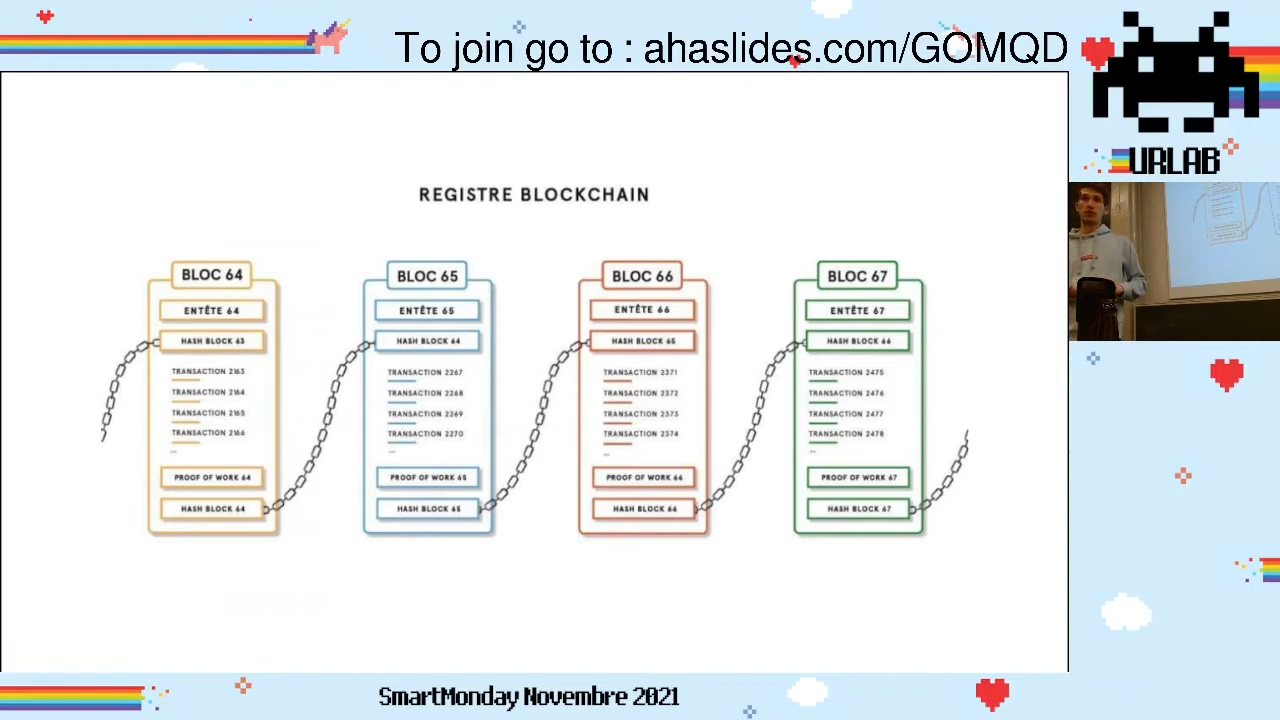 To join go to : ahaslides.com/GOMQD
URLAB
REGISTRE BLOCKCHAIN
BLOC 64
ENTÊTE 64
HASH BLOCK 63
TRANSACTION 2163
TRANSACTION 2164
TRANSACTION 2165
TRANSACTION 2166
...
PROOF OF WORK 64
HASH BLOCK 64
BLOC 65
ENTÊTE 65
HASH BLOCK 64
TRANSACTION 2267
TRANSACTION 2268
TRANSACTION 2269
TRANSACTION 2270
...
PROOF OF WORK 65
HASH BLOCK 65
BLOC 66
ENTÊTE 66
HASH BLOCK 65
TRANSACTION 2371
TRANSACTION 2372
TRANSACTION 2373
TRANSACTION 2374
...
PROOF OF WORK 66
HASH BLOCK 66
BLOC 67
ENTÊTE 67
HASH BLOCK 66
TRANSACTION 2475
TRANSACTION 2476
TRANSACTION 2477
TRANSACTION 2478
...
PROOF OF WORK 67
HASH BLOCK 67
SmartMonday Novembre 2021